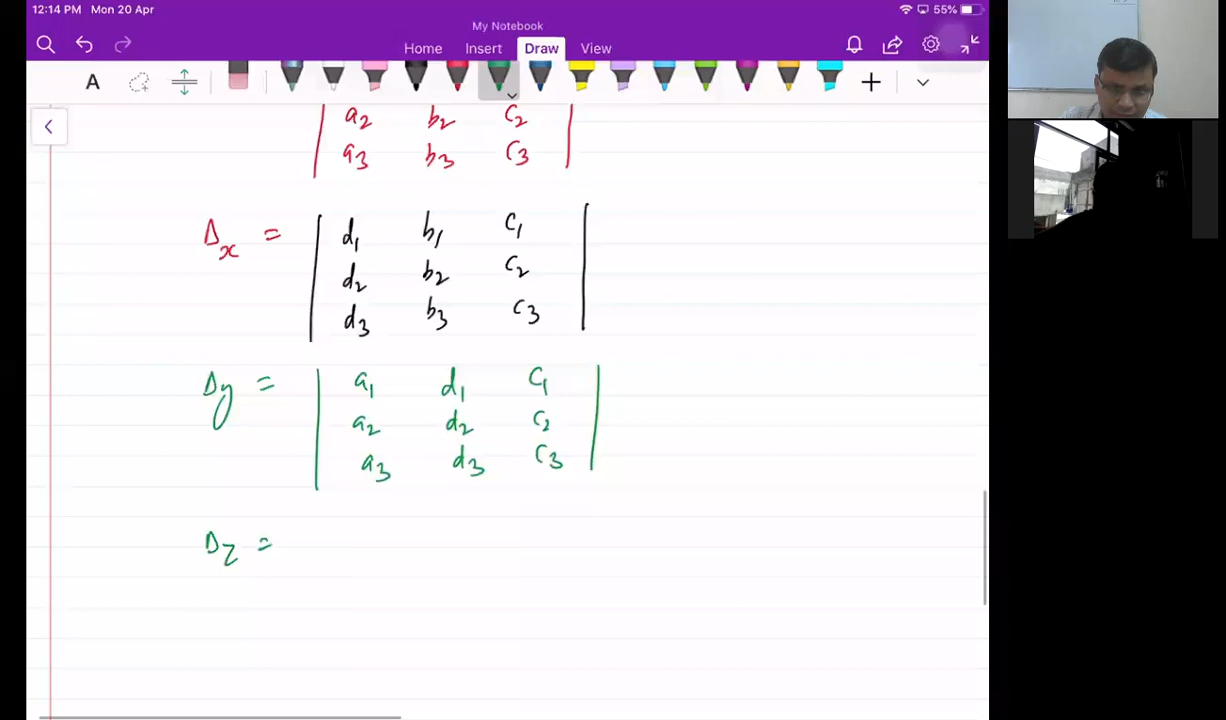 12:14 PM Mon 20 Apr
55%
My Notebook
Home Insert Draw View
A
a2 b2 c2
a3 b3 c3
Δx = | d1 b1 c1 |
d2 b2 c2
d3 b3 c3
Δy = | a1 d1 c1 |
a2 d2 c2
a3 d3 c3
Δz =